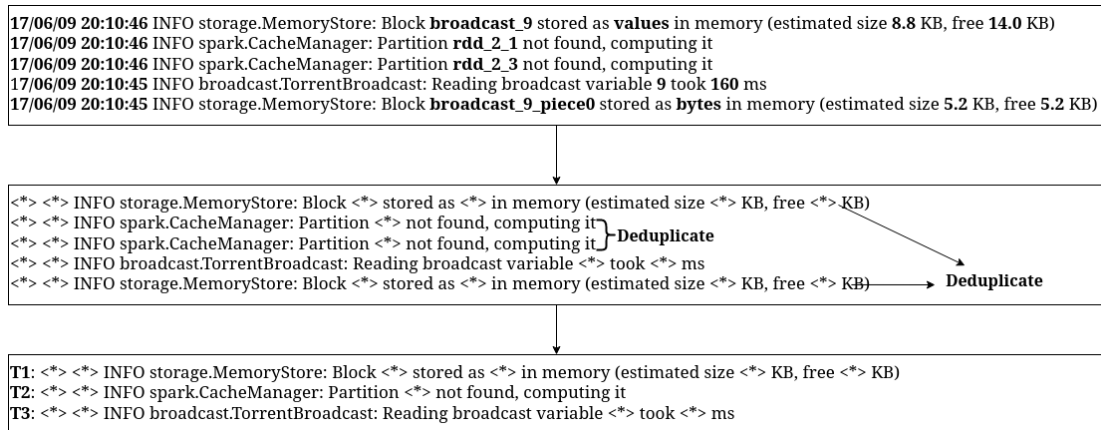 17/06/09 20:10:46 INFO storage.MemoryStore: Block broadcast_9 stored as values in memory (estimated size 8.8 KB, free 14.0 KB)
17/06/09 20:10:46 INFO spark.CacheManager: Partition rdd_2_1 not found, computing it
17/06/09 20:10:46 INFO spark.CacheManager: Partition rdd_2_3 not found, computing it
17/06/09 20:10:45 INFO broadcast.TorrentBroadcast: Reading broadcast variable 9 took 160 ms
17/06/09 20:10:45 INFO storage.MemoryStore: Block broadcast_9_piece0 stored as bytes in memory (estimated size 5.2 KB, free 5.2 KB)
<*> <*> INFO storage.MemoryStore: Block <*> stored as <*> in memory (estimated size <*> KB, free <*> KB)
<*> <*> INFO spark.CacheManager: Partition <*> not found, computing it
Deduplicate
<*> <*> INFO spark.CacheManager: Partition <*> not found, computing it
<*> <*> INFO broadcast.TorrentBroadcast: Reading broadcast variable <*> took <*> ms
<*> <*> INFO storage.MemoryStore: Block <*> stored as <*> in memory (estimated size <*> KB, free <*> KB)
Deduplicate
T1: <*> <*> INFO storage.MemoryStore: Block <*> stored as <*> in memory (estimated size <*> KB, free <*> KB)
T2: <*> <*> INFO spark.CacheManager: Partition <*> not found, computing it
T3: <*> <*> INFO broadcast.TorrentBroadcast: Reading broadcast variable <*> took <*> ms